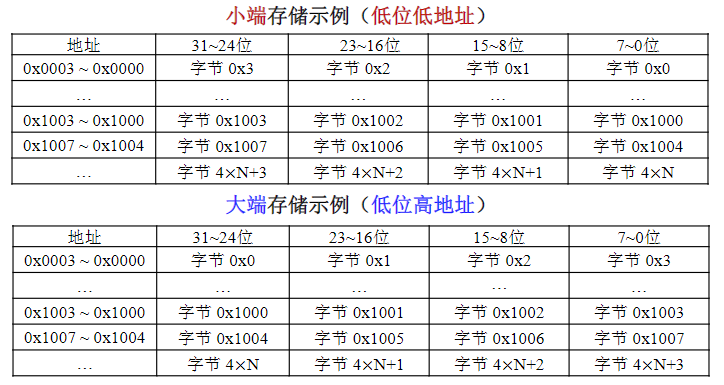 小端存储示例（低位低地址）
地址 31~24位 23~16位 15~8位 7~0位
0x0003 ~ 0x0000 字节 0x3 字节 0x2 字节 0x1 字节 0x0
… … … … …
0x1003 ~ 0x1000 字节 0x1003 字节 0x1002 字节 0x1001 字节 0x1000
0x1007 ~ 0x1004 字节 0x1007 字节 0x1006 字节 0x1005 字节 0x1004
… 字节 4×N+3 字节 4×N+2 字节 4×N+1 字节 4×N
大端存储示例（低位高地址）
地址 31~24位 23~16位 15~8位 7~0位
0x0003 ~ 0x0000 字节 0x0 字节 0x1 字节 0x2 字节 0x3
… … … … …
0x1003 ~ 0x1000 字节 0x1000 字节 0x1001 字节 0x1002 字节 0x1003
0x1007 ~ 0x1004 字节 0x1004 字节 0x1005 字节 0x1006 字节 0x1007
… 字节 4×N 字节 4×N+1 字节 4×N+2 字节 4×N+3